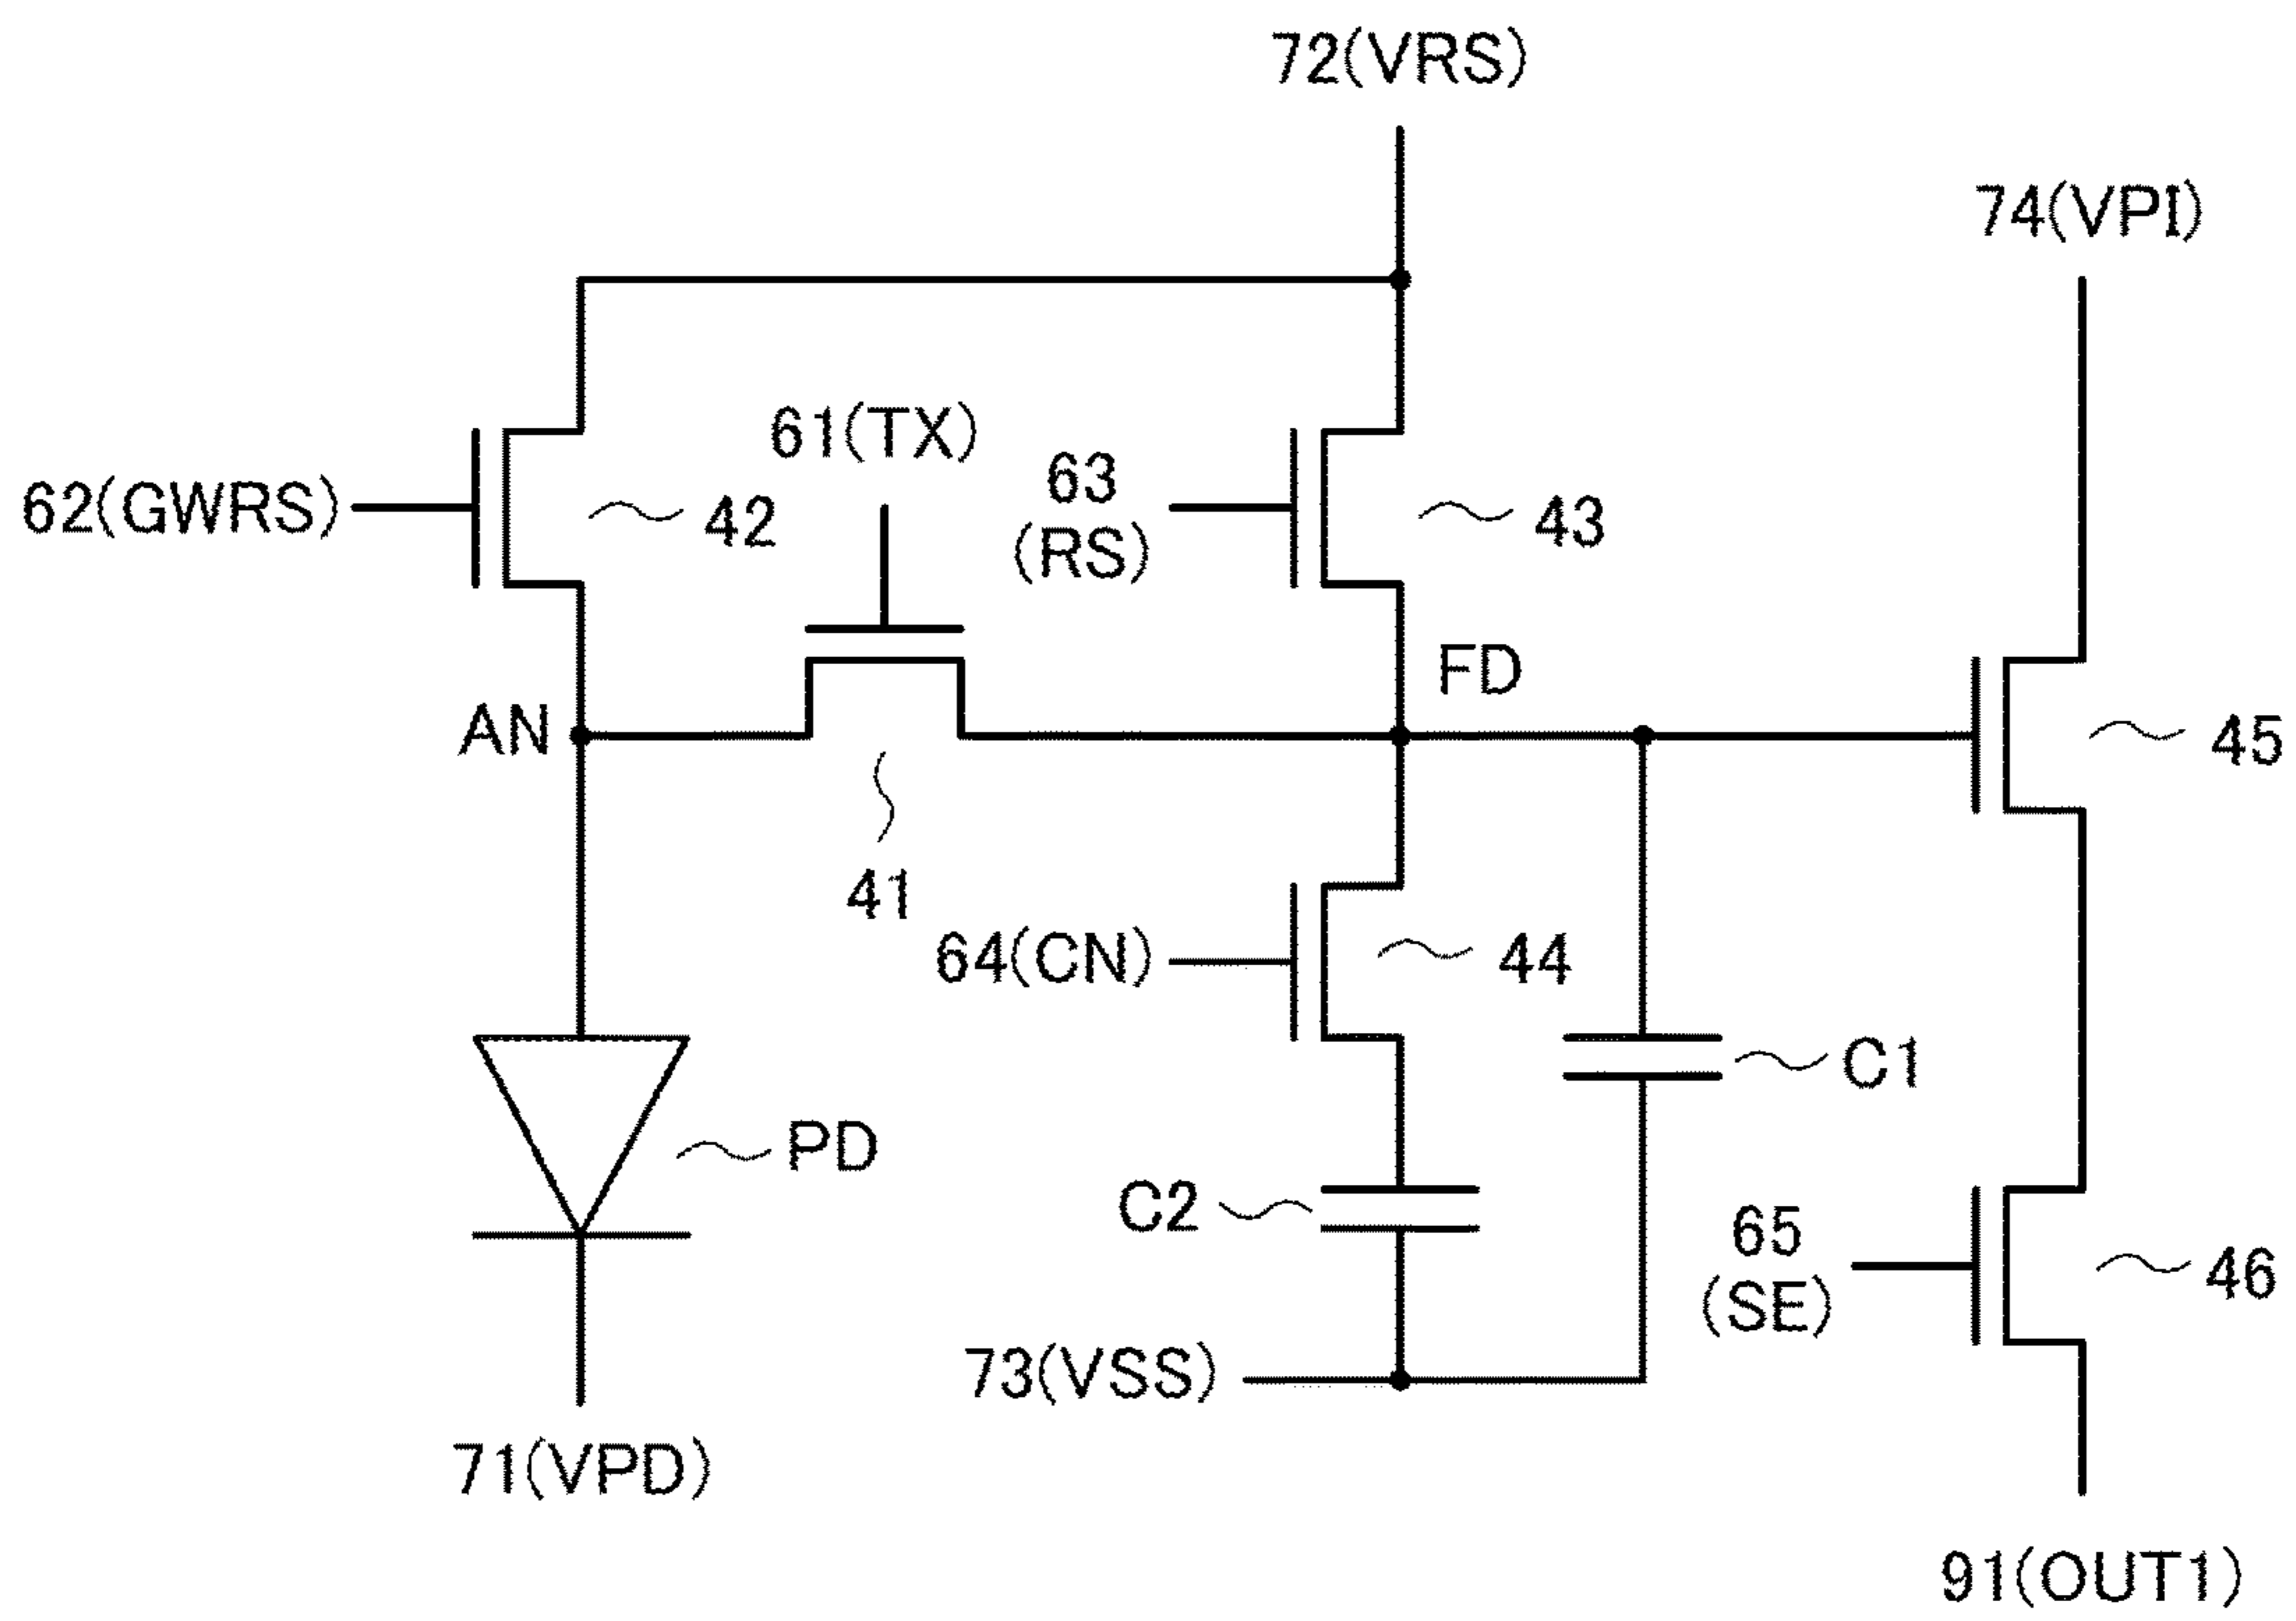 72(VRS)
74(VPI)
61(TX)
63
(RS)
62(GWRS)
42
43
FD
AN
45
41
64(CN)
44
C1
PD
C2
65
(SE)
46
73(VSS)
71(VPD)
91(OUT1)